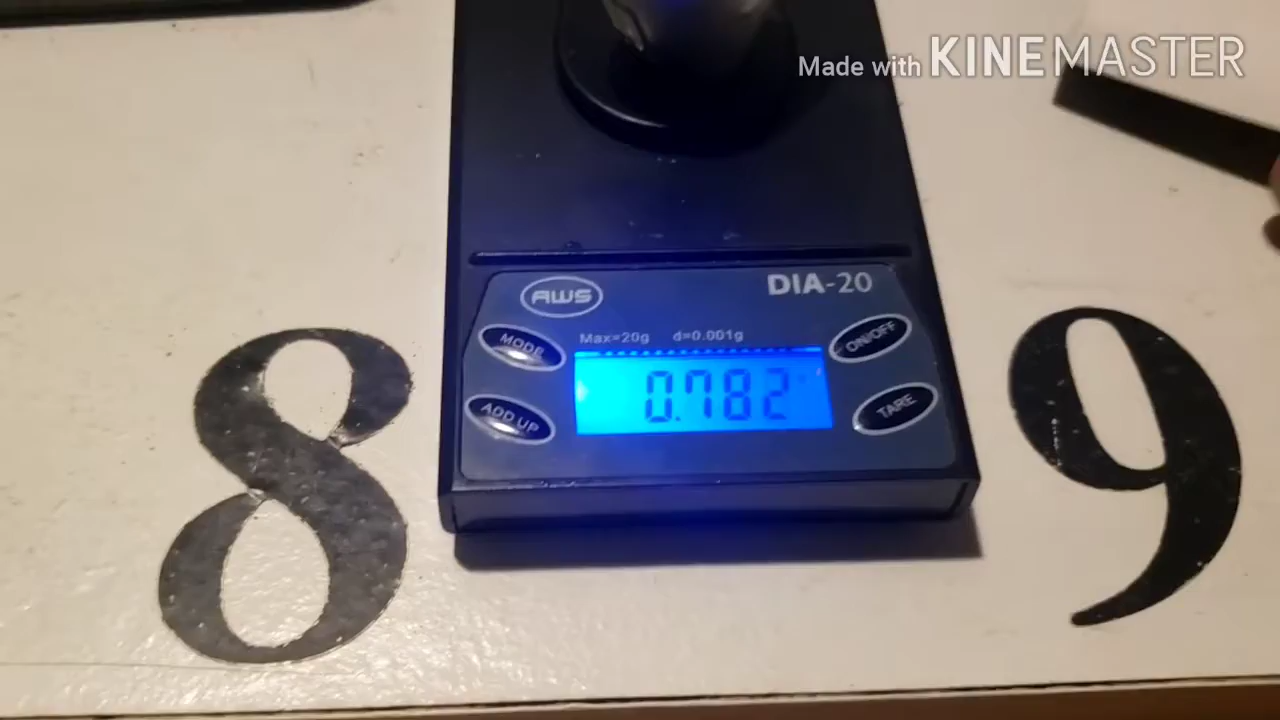 Made with KINEMASTER
AWS
DIA-20
MODE
Max=20g d=0.001g
ON/OFF
ADD UP
0.782
TARE
8
9